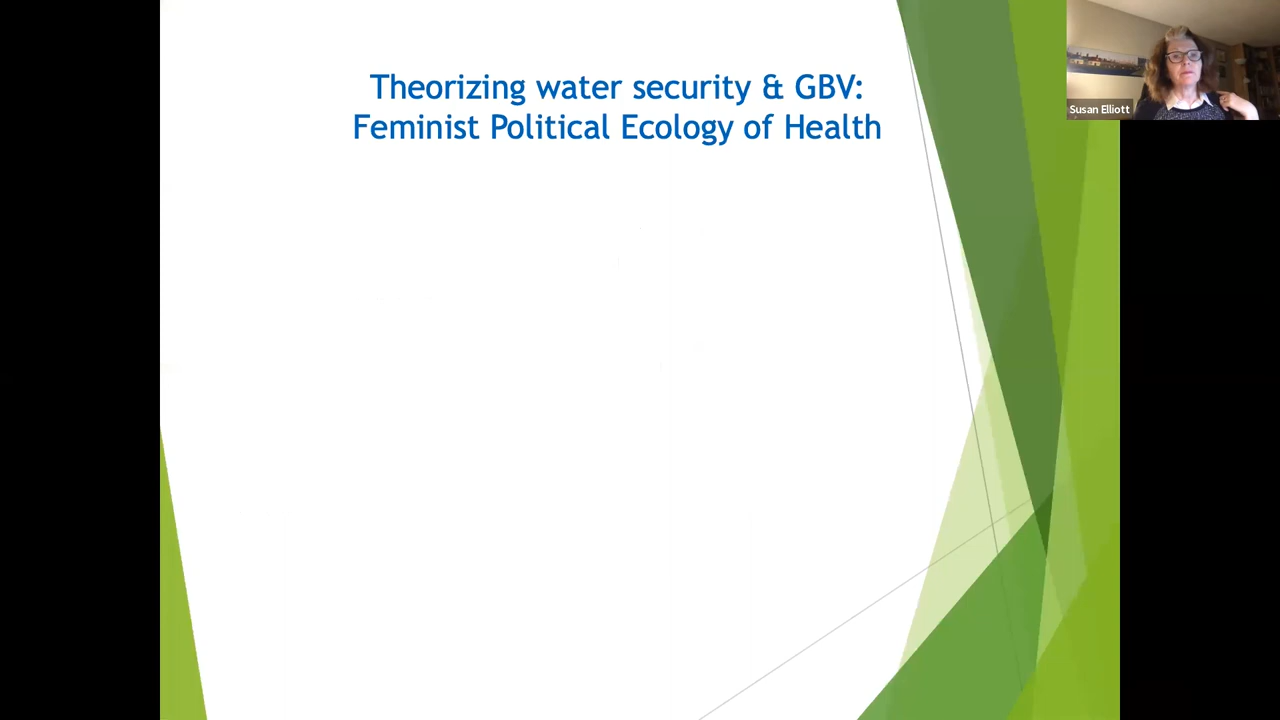 Theorizing water security & GBV:
Feminist Political Ecology of Health
Susan Elliott